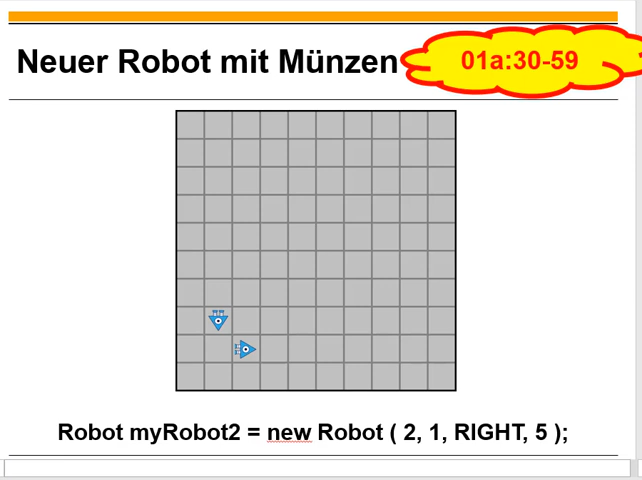 Neuer Robot mit Münzen
01a:30-59
Robot myRobot2 = new Robot ( 2, 1, RIGHT, 5 );